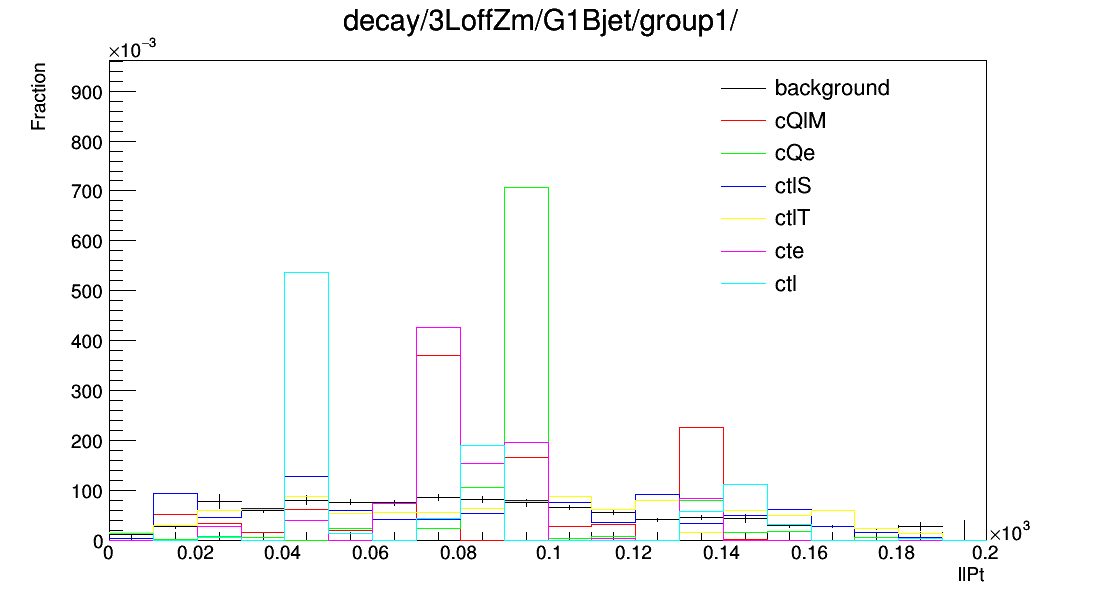 decay/3LoffZm/G1Bjet/group1/
×10⁻³
Fraction
900
800
700
600
500
400
300
200
100
0
background
cQlM
cQe
ctlS
ctlT
cte
ctl
0 0.02 0.04 0.06 0.08 0.1 0.12 0.14 0.16 0.18 0.2
×10³
llPt